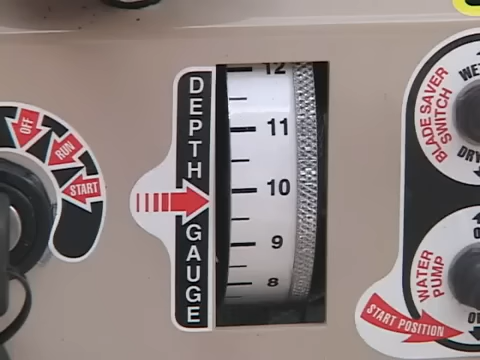 OFF
RUN
START
DEPTH GAUGE
12
11
10
9
8
BLADE SAVER
SWITCH
WET
DRY
WATER
PUMP
START POSITION